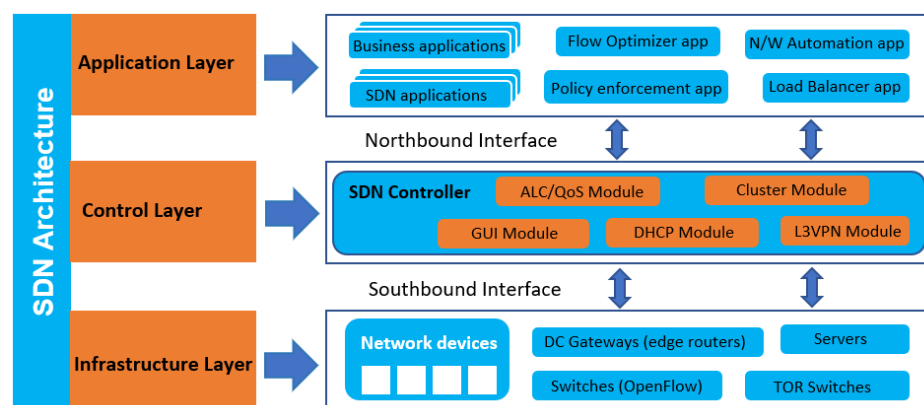 SDN Architecture
Application Layer
Business applications
Flow Optimizer app
N/W Automation app
SDN applications
Policy enforcement app
Load Balancer app
Northbound Interface
Control Layer
SDN Controller
ALC/QoS Module
Cluster Module
GUI Module
DHCP Module
L3VPN Module
Southbound Interface
Infrastructure Layer
Network devices
DC Gateways (edge routers)
Servers
Switches (OpenFlow)
TOR Switches